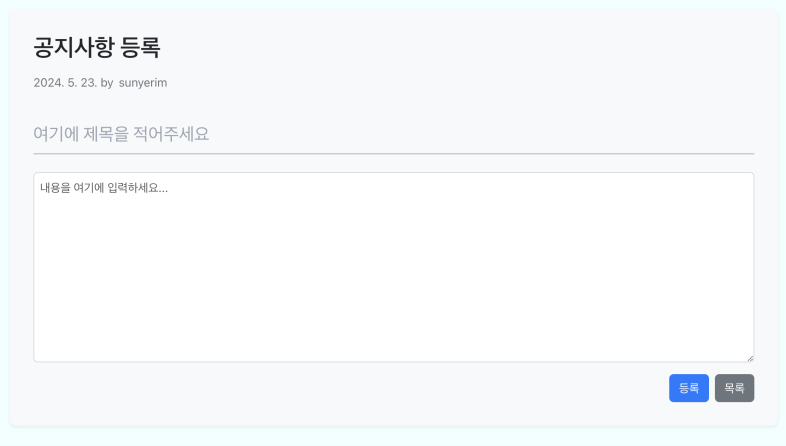 공지사항 등록
2024. 5. 23. by sunyerim
여기에 제목을 적어주세요
내용을 여기에 입력하세요...
등록 목록